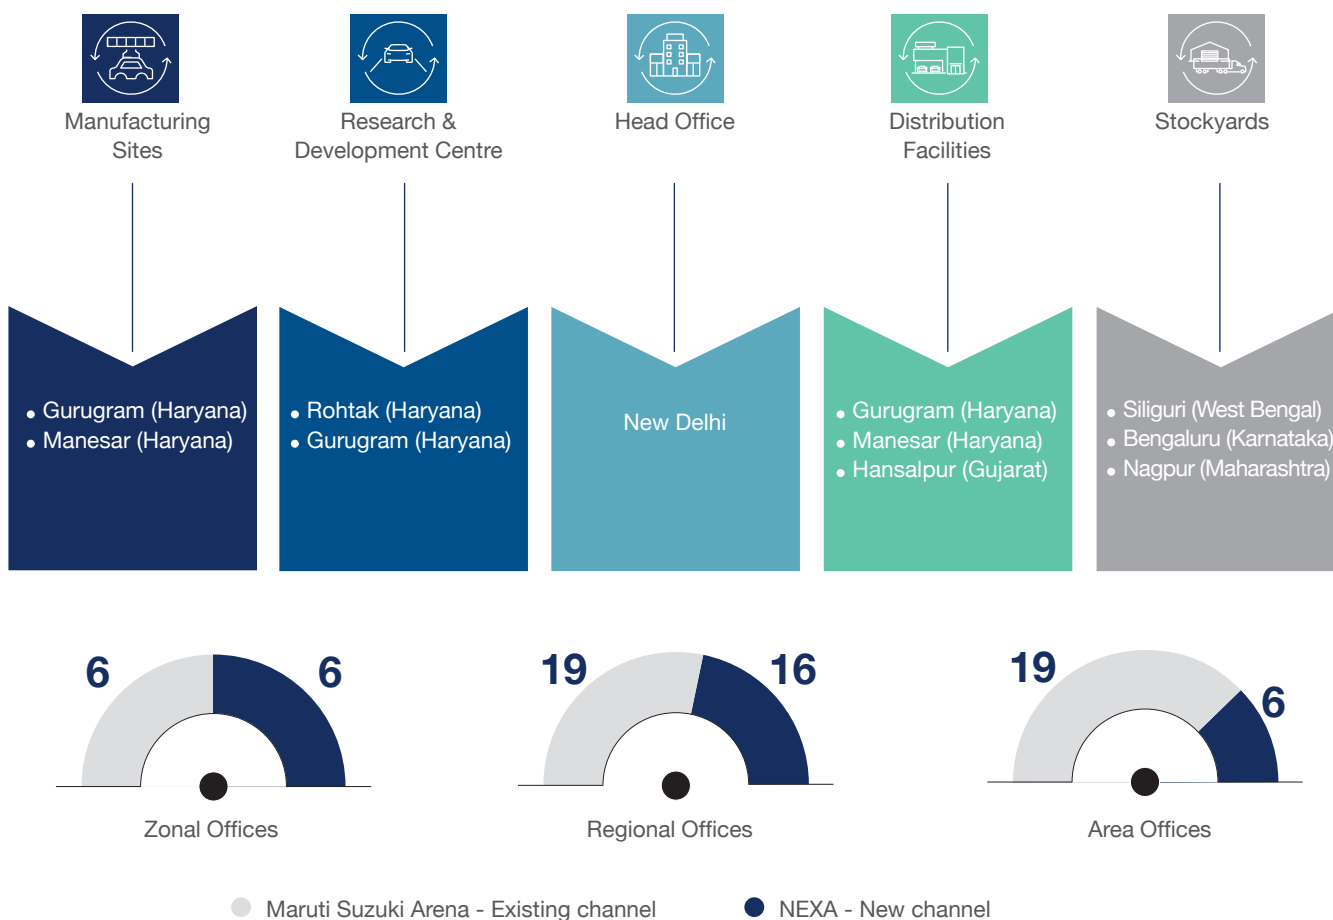 Manufacturing
Sites
Research &
Development Centre
Head Office
Distribution
Facilities
Stockyards
• Gurugram (Haryana)
• Manesar (Haryana)
• Rohtak (Haryana)
• Gurugram (Haryana)
New Delhi
• Gurugram (Haryana)
• Manesar (Haryana)
• Hansalpur (Gujarat)
• Siliguri (West Bengal)
• Bengaluru (Karnataka)
• Nagpur (Maharashtra)
6
6
Zonal Offices
19
16
Regional Offices
19
6
Area Offices
Maruti Suzuki Arena - Existing channel
NEXA - New channel